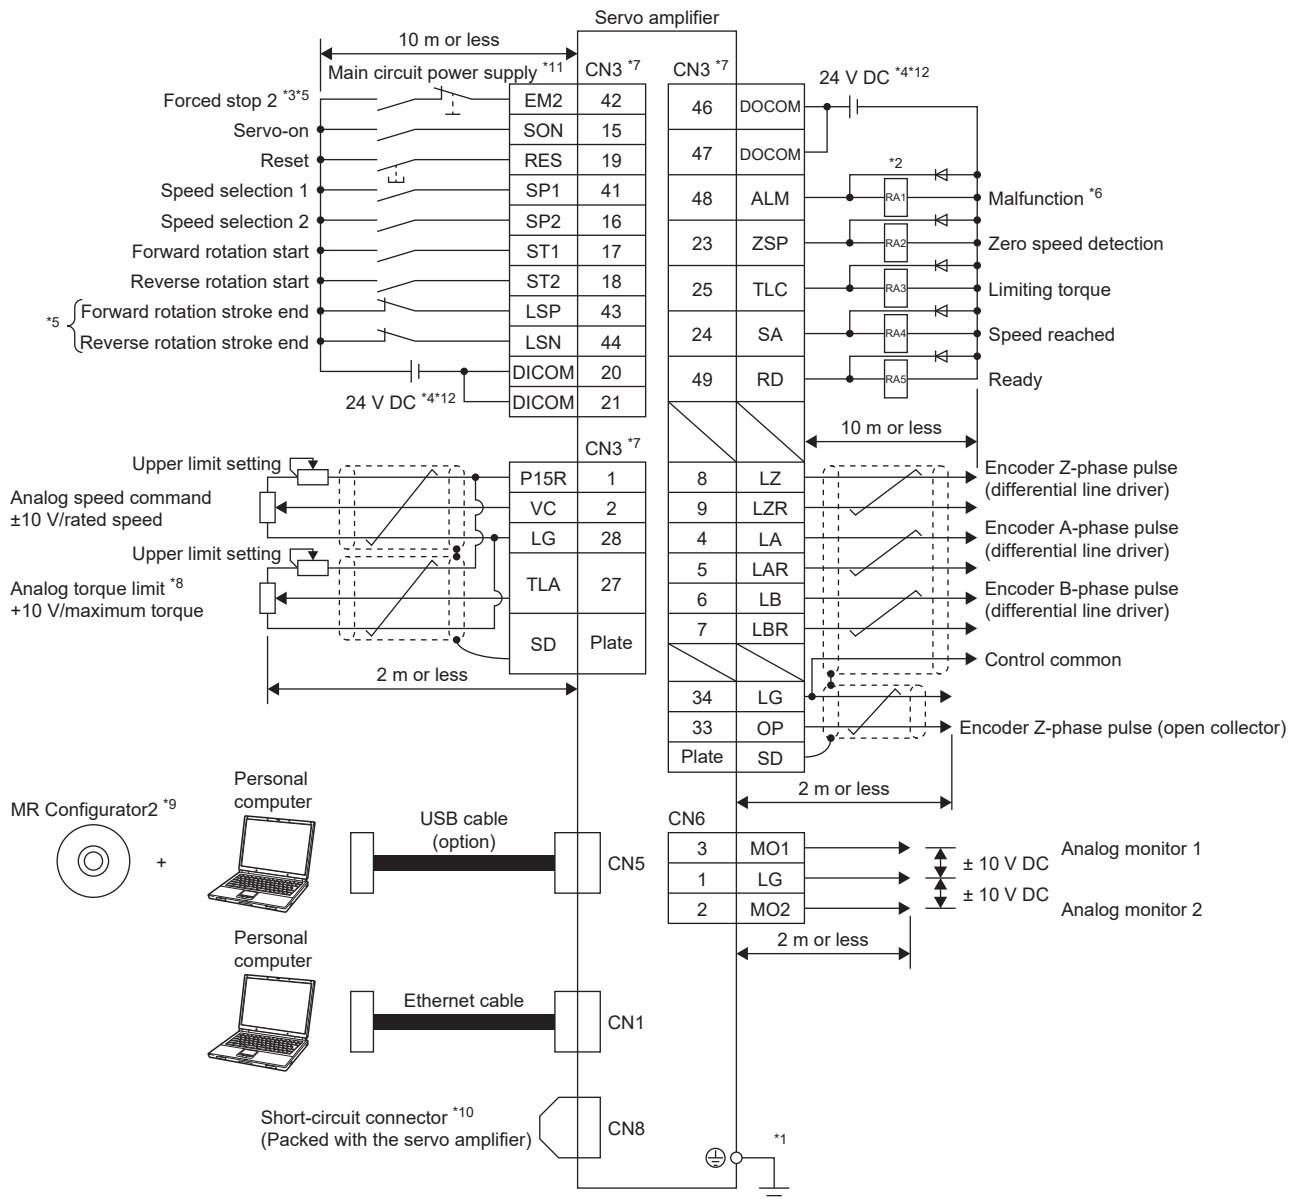 Servo amplifier
10 m or less
Main circuit power supply *11
CN3 *7
CN3 *7
24 V DC *4*12
Forced stop 2 *3*5
EM2
42
Servo-on
SON
15
Reset
RES
19
Speed selection 1
SP1
41
Speed selection 2
SP2
16
Forward rotation start
ST1
17
Reverse rotation start
ST2
18
*5
Forward rotation stroke end
LSP
43
Reverse rotation stroke end
LSN
44
DICOM
20
24 V DC *4*12
DICOM
21
46
DOCOM
47
DOCOM
*2
48
ALM
RA1
Malfunction *6
23
ZSP
RA2
Zero speed detection
25
TLC
RA3
Limiting torque
24
SA
RA4
Speed reached
49
RD
RA5
Ready
10 m or less
CN3 *7
Upper limit setting
P15R
1
Analog speed command
±10 V/rated speed
VC
2
LG
28
Upper limit setting
Analog torque limit *8
+10 V/maximum torque
TLA
27
SD
Plate
2 m or less
8
LZ
Encoder Z-phase pulse
(differential line driver)
9
LZR
4
LA
Encoder A-phase pulse
(differential line driver)
5
LAR
6
LB
Encoder B-phase pulse
(differential line driver)
7
LBR
Control common
34
LG
33
OP
Encoder Z-phase pulse (open collector)
Plate
SD
2 m or less
MR Configurator2 *9
+
Personal
computer
USB cable
(option)
CN5
CN6
3
MO1
Analog monitor 1
± 10 V DC
1
LG
± 10 V DC
2
MO2
Analog monitor 2
2 m or less
Personal
computer
Ethernet cable
CN1
Short-circuit connector *10
(Packed with the servo amplifier)
CN8
*1